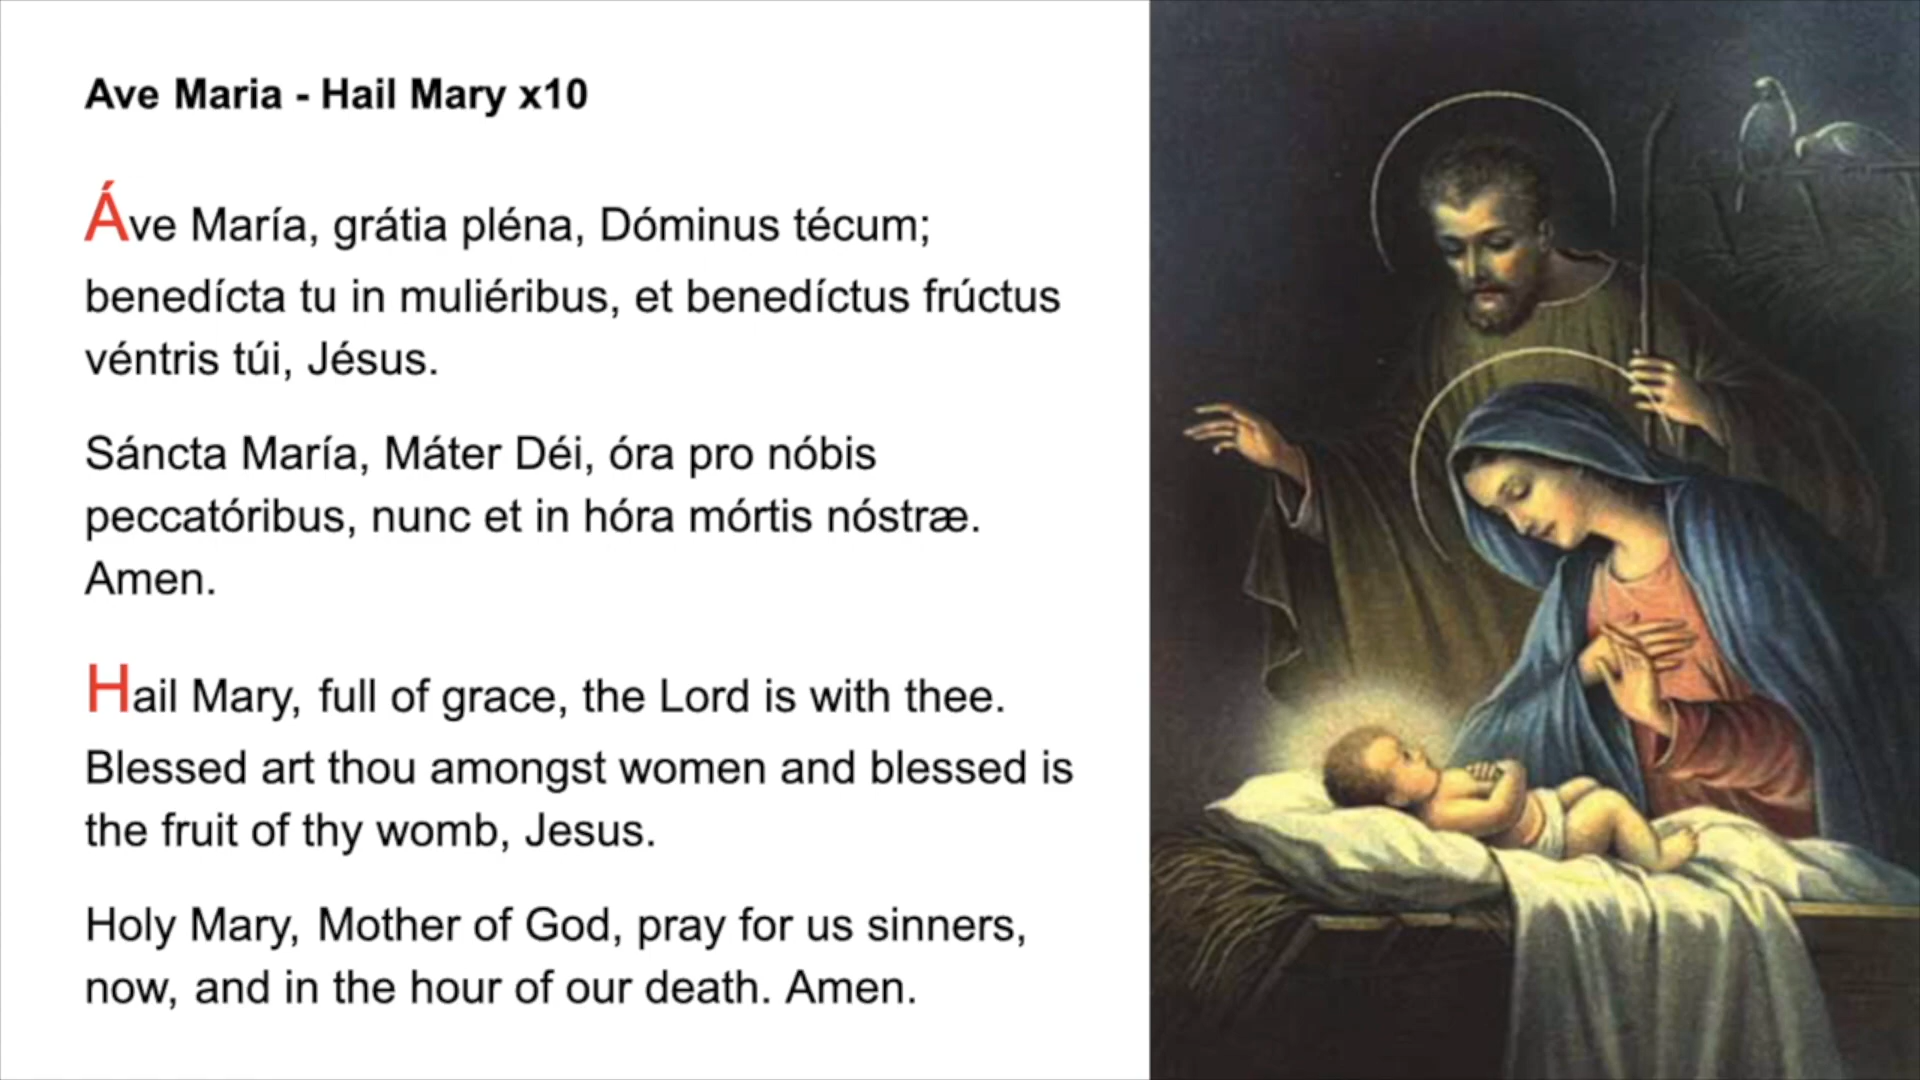 Ave Maria - Hail Mary x10
Áve María, grátia pléna, Dóminus técum;
benedícta tu in muliéribus, et benedíctus frúctus
véntris túi, Jésus.
Sáncta María, Máter Déi, óra pro nóbis
peccatóribus, nunc et in hóra mórtis nóstræ.
Amen.
Hail Mary, full of grace, the Lord is with thee.
Blessed art thou amongst women and blessed is
the fruit of thy womb, Jesus.
Holy Mary, Mother of God, pray for us sinners,
now, and in the hour of our death. Amen.